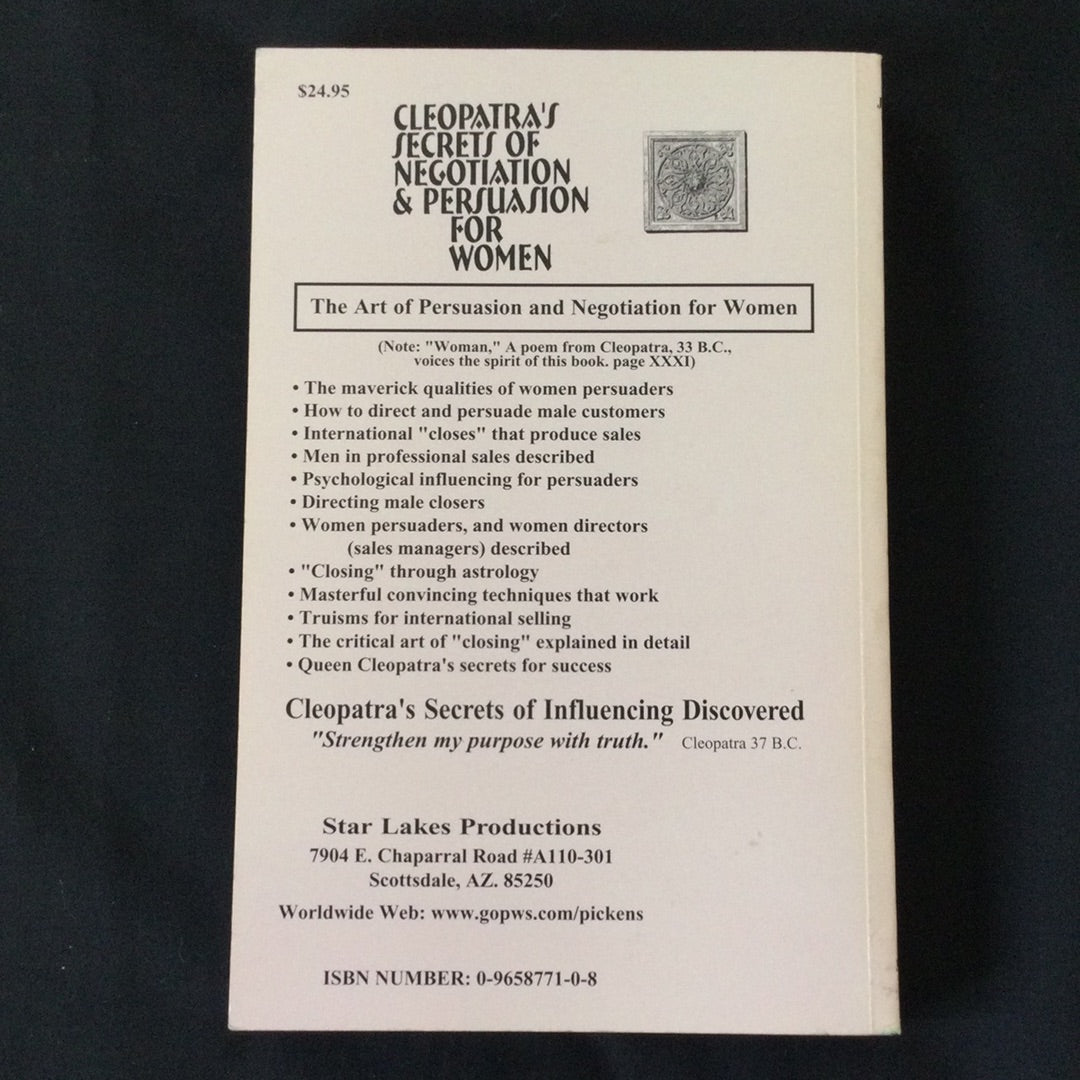 $24.95
CLEOPATRA'S
SECRETS OF
NEGOTIATION
& PERSUASION
FOR
WOMEN
The Art of Persuasion and Negotiation for Women
(Note: "Woman," A poem from Cleopatra, 33 B.C.,
voices the spirit of this book. page XXXI)
• The maverick qualities of women persuaders
• How to direct and persuade male customers
• International "closes" that produce sales
• Men in professional sales described
• Psychological influencing for persuaders
• Directing male closers
• Women persuaders, and women directors
(sales managers) described
• "Closing" through astrology
• Masterful convincing techniques that work
• Truisms for international selling
• The critical art of "closing" explained in detail
• Queen Cleopatra's secrets for success
Cleopatra's Secrets of Influencing Discovered
"Strengthen my purpose with truth." Cleopatra 37 B.C.
Star Lakes Productions
7904 E. Chaparral Road #A110-301
Scottsdale, AZ. 85250
Worldwide Web: www.gopws.com/pickens
ISBN NUMBER: 0-9658771-0-8